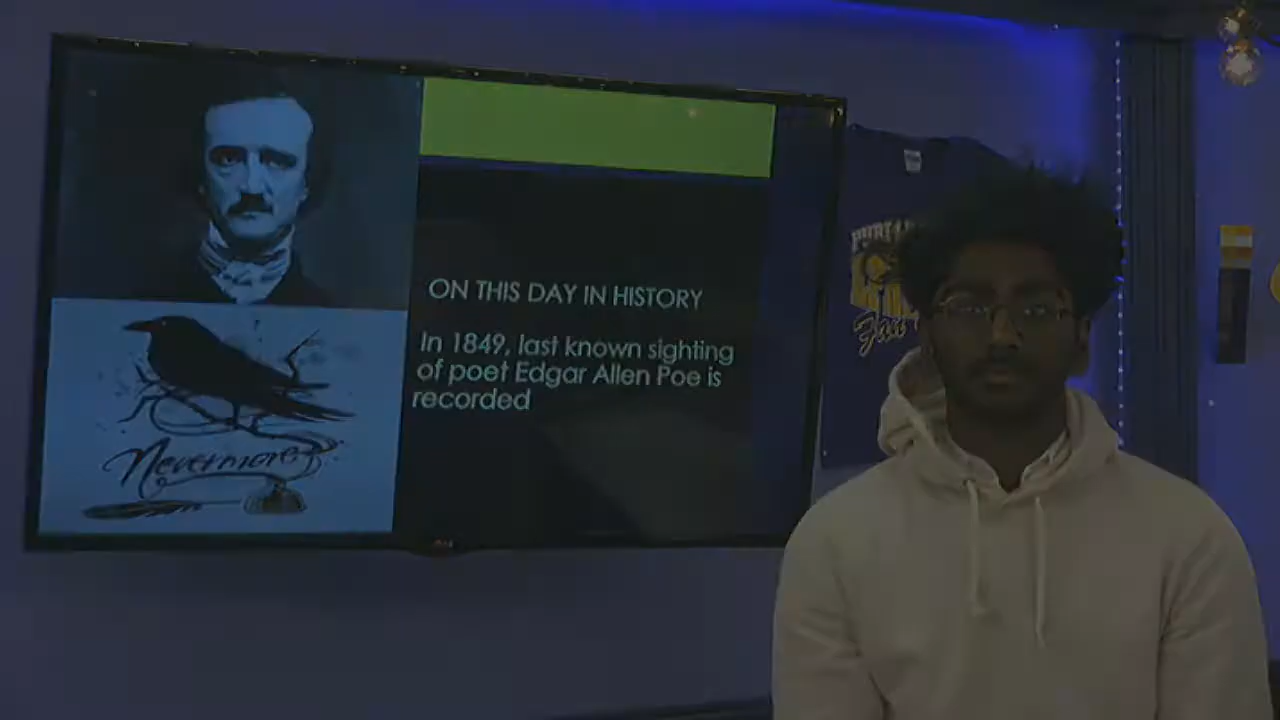 ON THIS DAY IN HISTORY
In 1849, last known sighting
of poet Edgar Allen Poe is
recorded
Nevermore